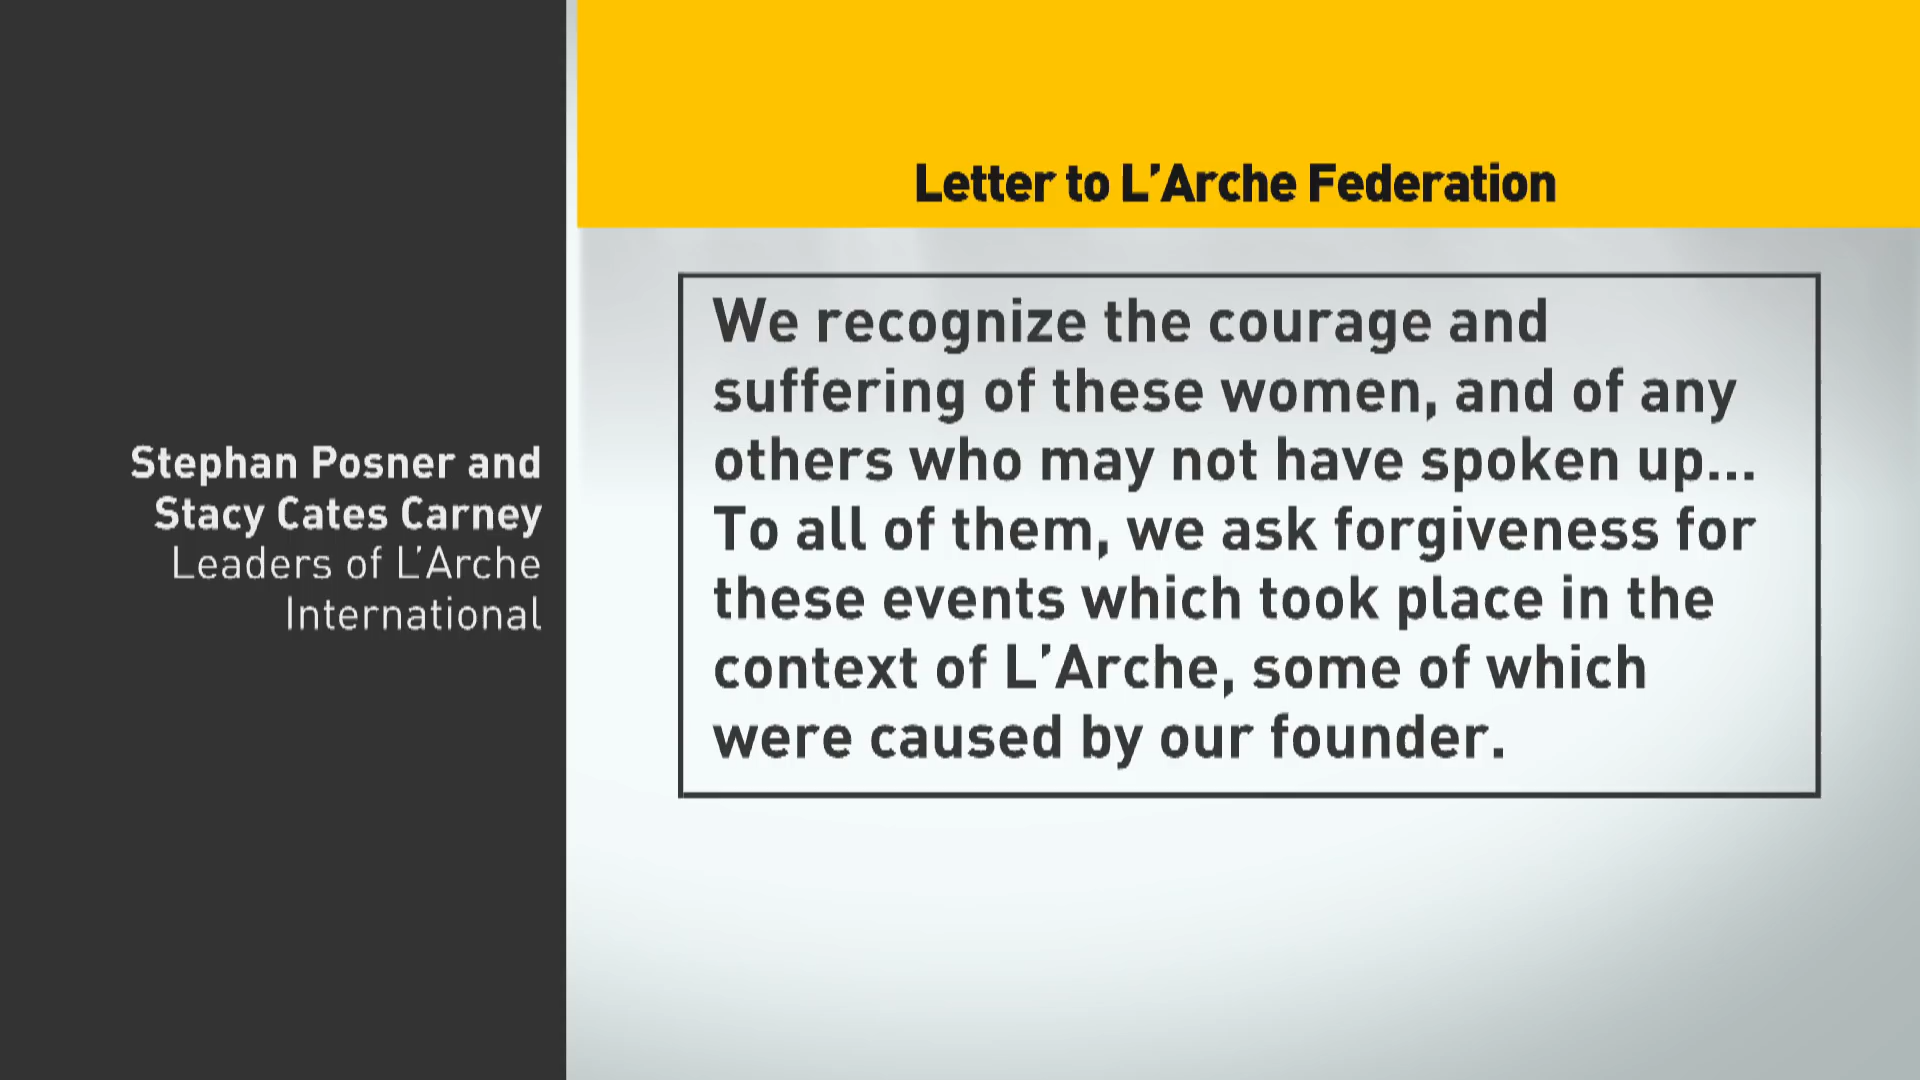 Stephan Posner and
Stacy Cates Carney
Leaders of L’Arche
International
Letter to L’Arche Federation
We recognize the courage and
suffering of these women, and of any
others who may not have spoken up...
To all of them, we ask forgiveness for
these events which took place in the
context of L’Arche, some of which
were caused by our founder.